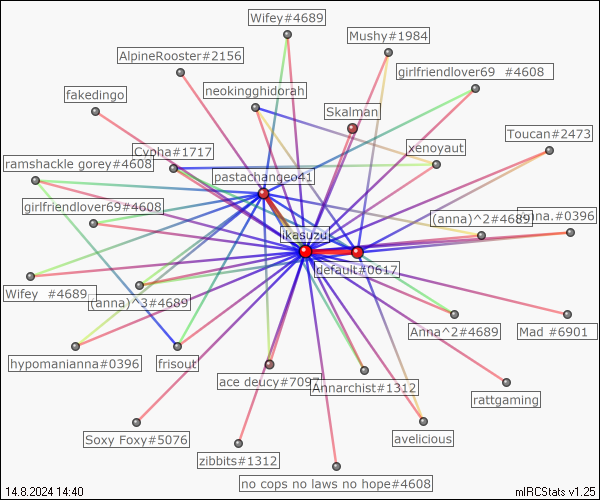 Wifey#4689
Mushy#1984
AlpineRooster#2156
girlfriendlover69 #4608
neokingghidorah
fakedingo
Skalman
Toucan#2473
xenoyaut
Cypha#1717
ramshackle gorey#4608
pastachangeo41
girlfriendlover69#4608
(anna)^2#4689
.#0396
ikasuzu
default#0617
Wifey #4689
(anna)^3#4689
Anna^2#4689
Mad #6901
hypomanianna#0396
frisout
ace deucy#7097
Annarchist#1312
rattgaming
Soxy Foxy#5076
avelicious
zibbits#1312
no cops no laws no hope#4608
14.8.2024 14:40
mIRCStats v1.25